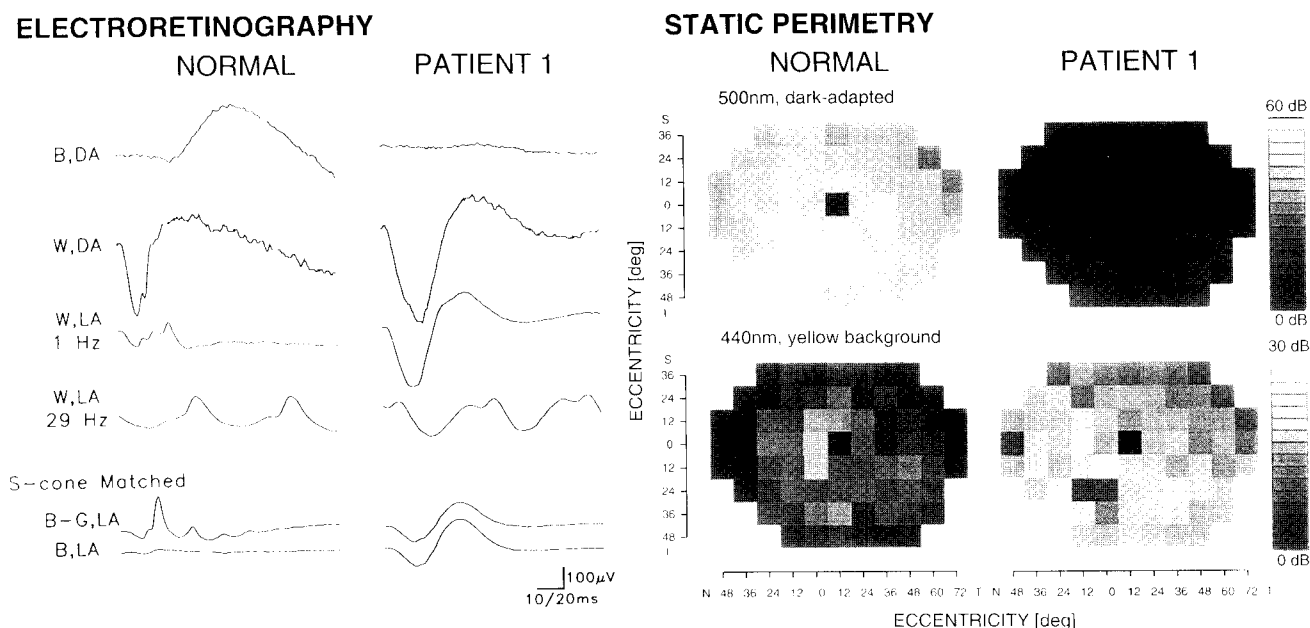 ELECTRORETINOGRAPHY
NORMAL PATIENT 1
B,DA
W,DA
W,LA
1 Hz
W,LA
29 Hz
S-cone Matched
B-G,LA
B,LA
100µV
10/20ms
STATIC PERIMETRY
NORMAL PATIENT 1
500nm, dark-adapted
60 dB
S
36
24
12
0
12
24
36
48
I
0 dB
ECCENTRICITY [deg]
440nm, yellow background
30 dB
S
36
24
12
0
12
24
36
48
I
0 dB
N 48 36 24 12 0 12 24 36 48 60 72 T
N 48 36 24 12 0 12 24 36 48 60 72 T
ECCENTRICITY [deg]